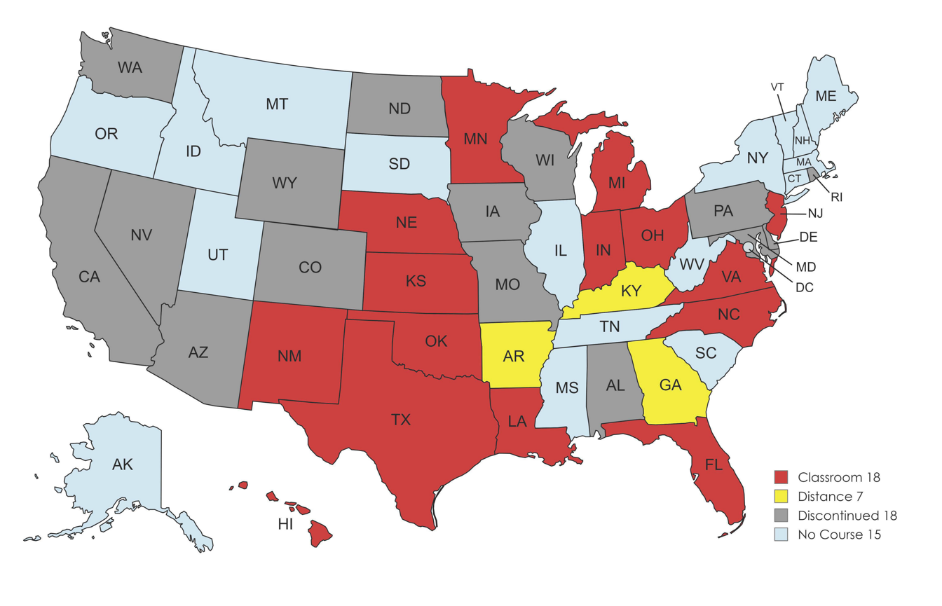 WA
MT
ND
MN
ME
VT
OR
ID
SD
WI
NY
NH
MA
CT
RI
WY
MI
IA
PA
NJ
NE
NV
UT
CO
IL
IN
OH
DE
MD
DC
WV
VA
CA
KS
MO
KY
NC
TN
AZ
NM
OK
AR
SC
MS
AL
GA
TX
LA
FL
AK
HI
Classroom 18
Distance 7
Discontinued 18
No Course 15